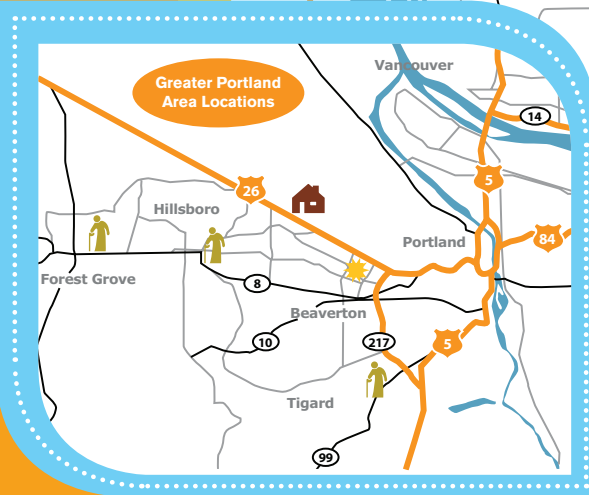 Greater Portland
Area Locations
Vancouver
14
5
26
Hillsboro
Portland
84
Forest Grove
8
Beaverton
10
217
5
Tigard
99